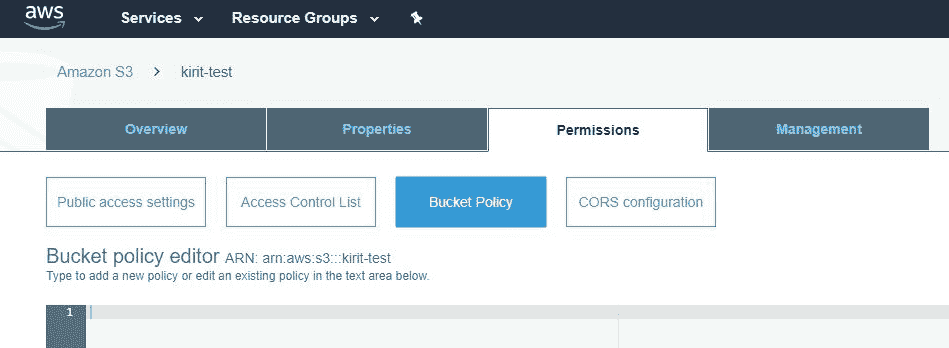 aws Services Resource Groups
Amazon S3 > kirit-test
Overview Properties Permissions Management
Public access settings Access Control List Bucket Policy CORS configuration
Bucket policy editor ARN: arn:aws:s3:::kirit-test
Type to add a new policy or edit an existing policy in the text area below.
1